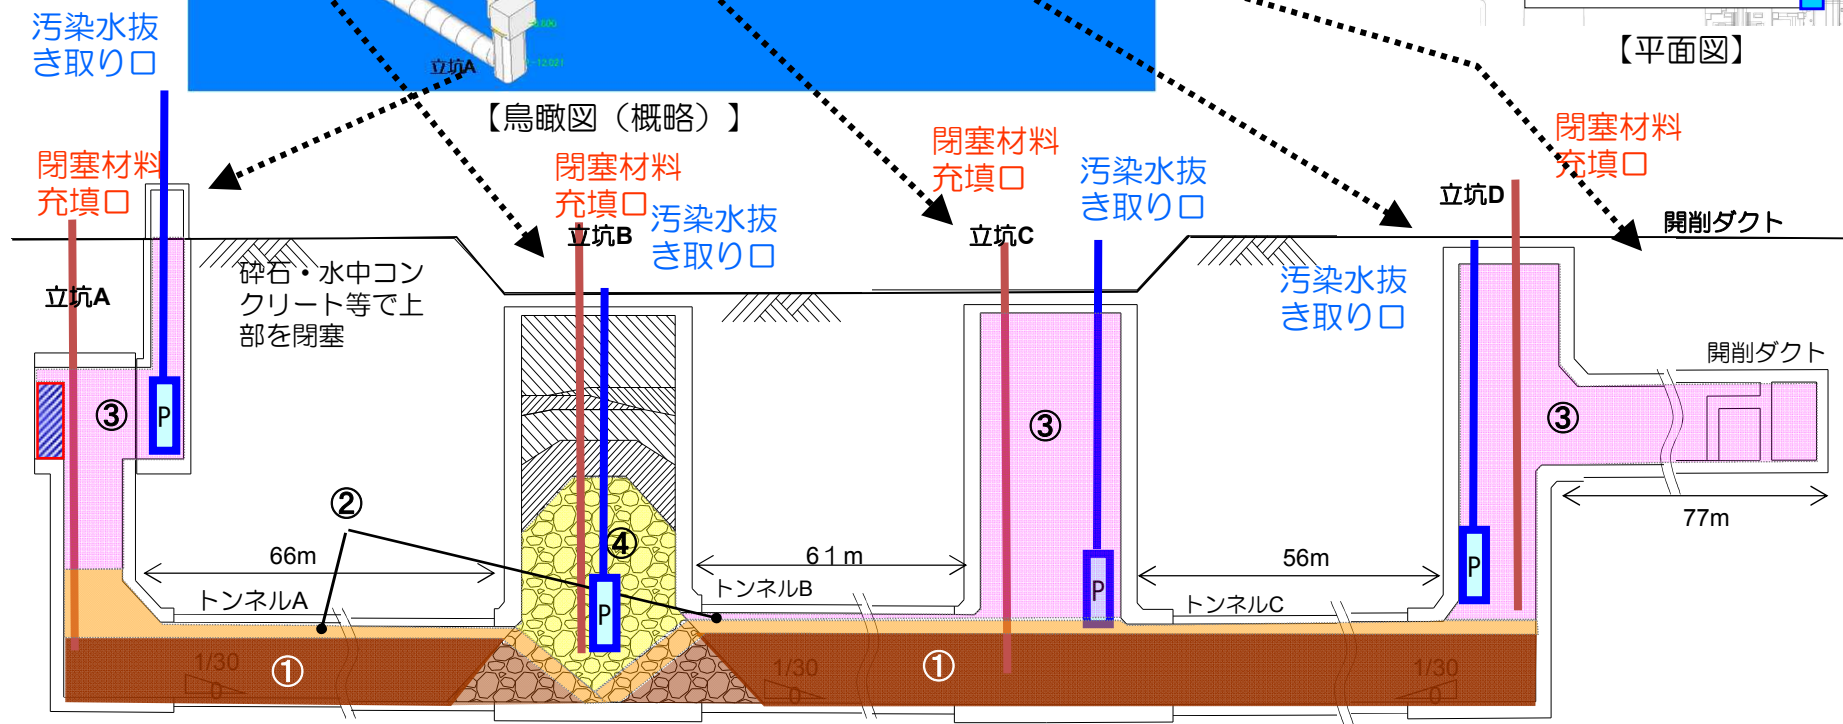 汚染水抜
き取り口
立坑A
【鳥瞰図（概略）】
【平面図】
閉塞材料
充填口
閉塞材料
充填口
汚染水抜
き取り口
閉塞材料
充填口
汚染水抜
き取り口
閉塞材料
充填口
立坑A
砕石・水中コン
クリート等で上
部を閉塞
立坑B
立坑C
立坑D
開削ダクト
汚染水抜
き取り口
開削ダクト
③
P
②
④
P
③
P
P
③
66m
61m
56m
77m
トンネルA
トンネルB
トンネルC
1/30
0
①
1/30
0
①
1/30
0